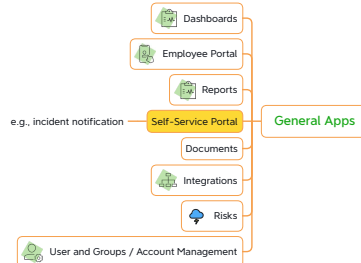 Dashboards
Employee Portal
Reports
e.g., incident notification
Self-Service Portal
General Apps
Documents
Integrations
Risks
User and Groups / Account Management